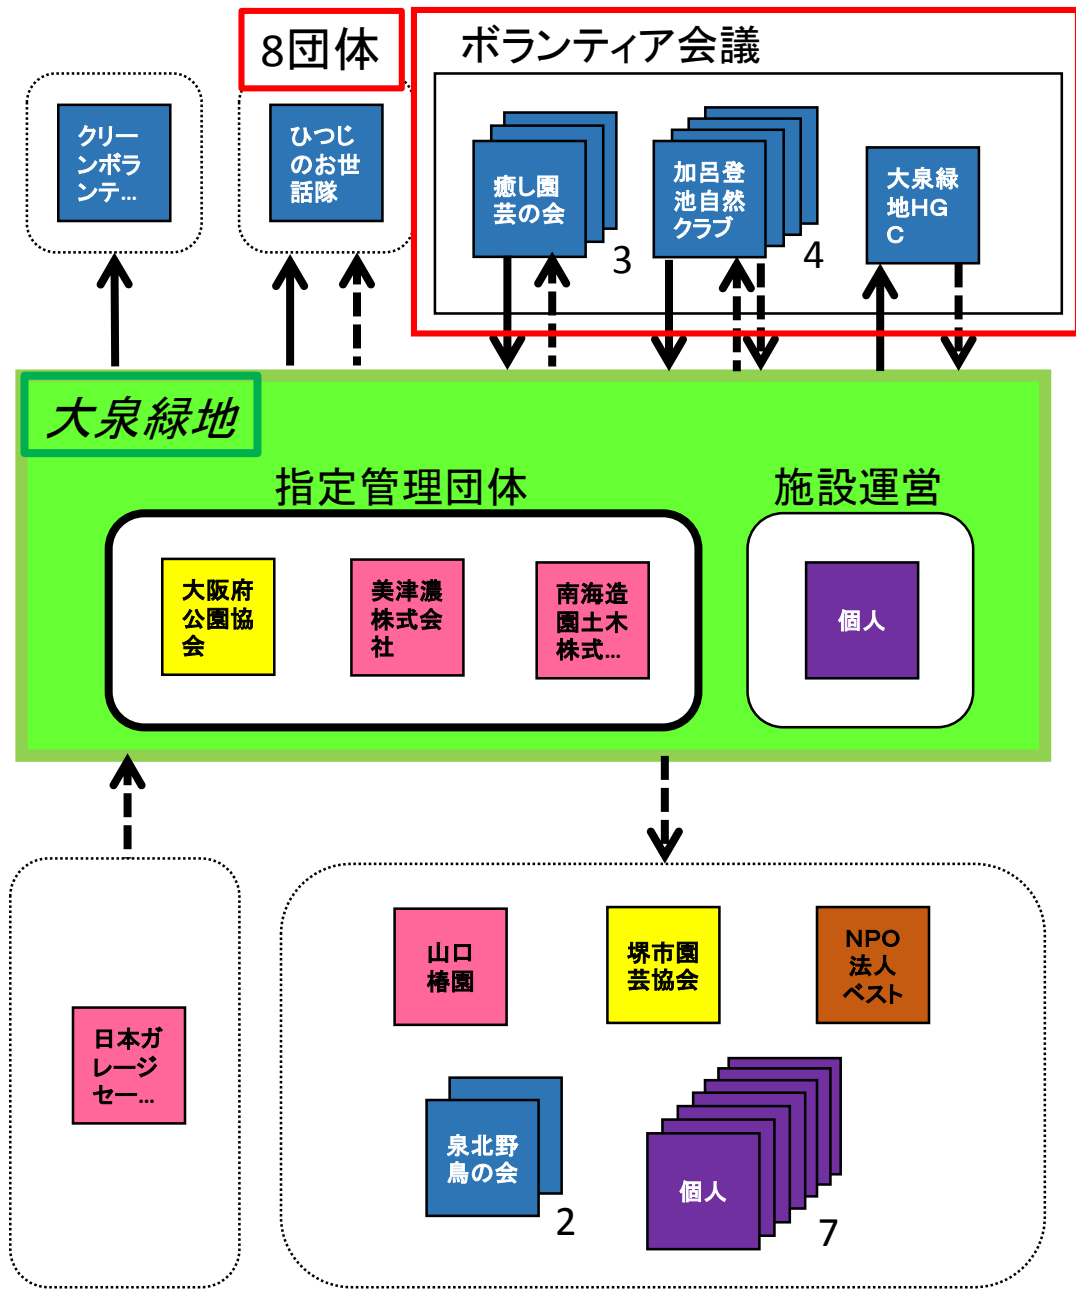 8団体
ボランティア会議
クリー
ンボラ
ンテ...
ひつじ
のお世
話隊
癒し園
芸の会
3
加呂登
池自然
クラブ
4
大泉緑
地HG
C
大泉緑地
指定管理団体
施設運営
大阪府
公園協
会
美津濃
株式会
社
南海造
園土木
株式...
個人
日本ガ
レージ
セー...
山口
椿園
堺市園
芸協会
NPO
法人
ベスト
泉北野
鳥の会
2
個人
7